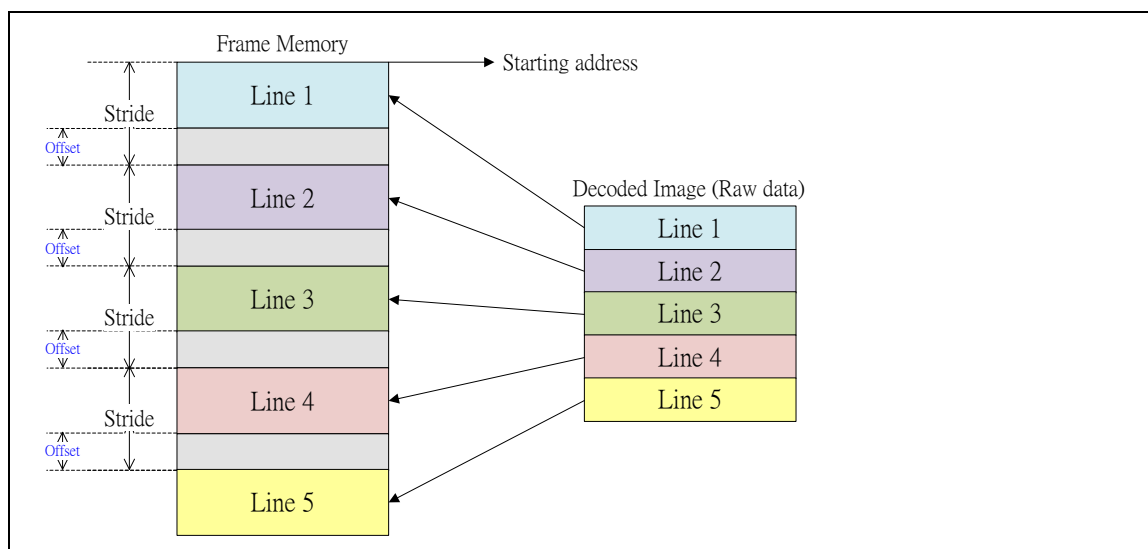 Frame Memory
Starting address
Line 1
Stride
Offset
Line 2
Stride
Offset
Line 3
Stride
Offset
Line 4
Stride
Offset
Line 5
Decoded Image (Raw data)
Line 1
Line 2
Line 3
Line 4
Line 5